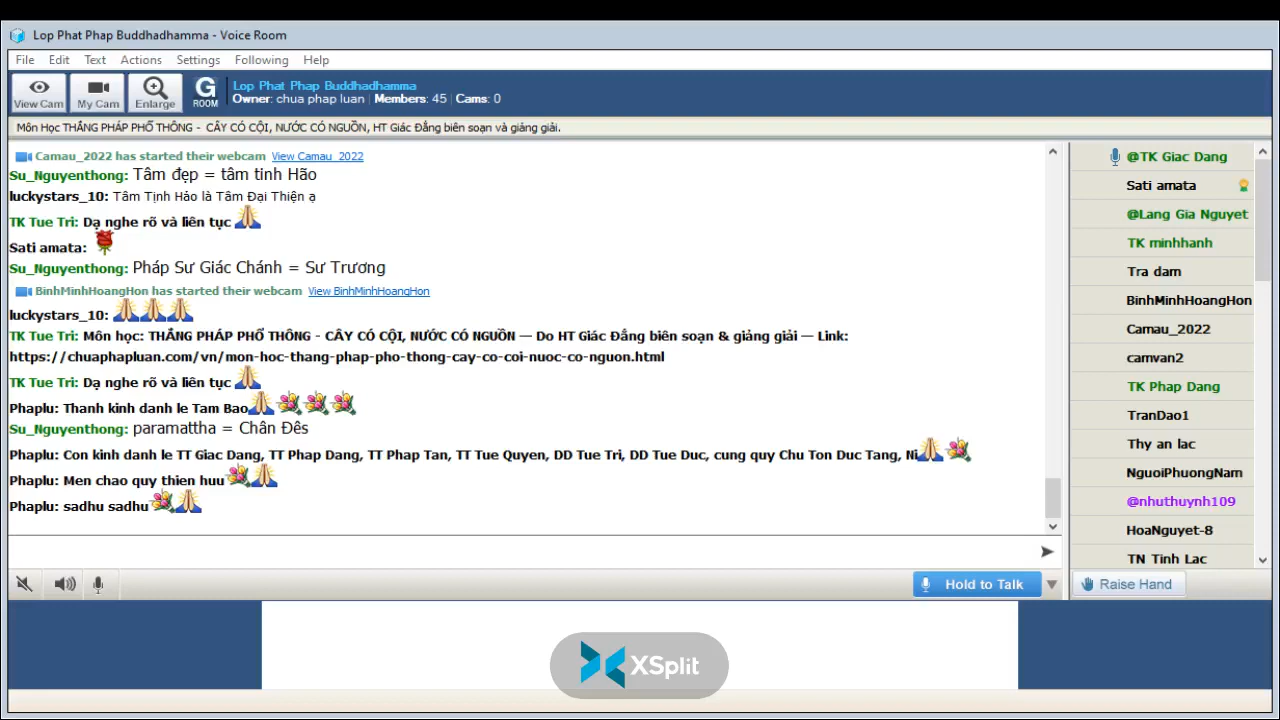 Lop Phat Phap Buddhadhamma - Voice Room
File Edit Text Actions Settings Following Help
View Cam My Cam Enlarge G ROOM
Lop Phat Phap Buddhadhamma
Owner: chua phap luan | Members: 45 | Cams: 0
Môn Học THẮNG PHÁP PHỔ THÔNG - CÂY CÓ CỘI, NƯỚC CÓ NGUỒN, HT Giác Đẳng biên soạn và giảng giải.
Camau_2022 has started their webcam View Camau_2022
Su_Nguyenthong: Tâm đẹp = tâm tinh Hão
luckystars_10: Tâm Tịnh Hảo là Tâm Đại Thiện ạ
TK Tue Tri: Dạ nghe rõ và liên tục
Sati amata:
Su_Nguyenthong: Pháp Sư Giác Chánh = Sư Trương
BinhMinhHoangHon has started their webcam View BinhMinhHoangHon
luckystars_10:
TK Tue Tri: Môn học: THẮNG PHÁP PHỔ THÔNG - CÂY CÓ CỘI, NƯỚC CÓ NGUỒN — Do HT Giác Đẳng biên soạn & giảng giải — Link:
https://chuaphapluan.com/vn/mon-hoc-thang-phap-pho-thong-cay-co-coi-nuoc-co-nguon.html
TK Tue Tri: Dạ nghe rõ và liên tục
Phaplu: Thanh kinh danh le Tam Bao
Su_Nguyenthong: paramattha = Chân Đês
Phaplu: Con kinh danh le TT Giac Dang, TT Phap Dang, TT Phap Tan, TT Tue Quyen, DD Tue Tri, DD Tue Duc, cung quy Chu Ton Duc Tang, Ni
Phaplu: Men chao quy thien huu
Phaplu: sadhu sadhu
@TK Giac Dang
Sati amata
@Lang Gia Nguyet
TK minhhanh
Tra dam
BinhMinhHoangHon
Camau_2022
camvan2
TK Phap Dang
TranDao1
Thy an lac
NguoiPhuongNam
@nhuthuynh109
HoaNguyet-8
TN Tinh Lac
Hold to Talk
Raise Hand
XSplit